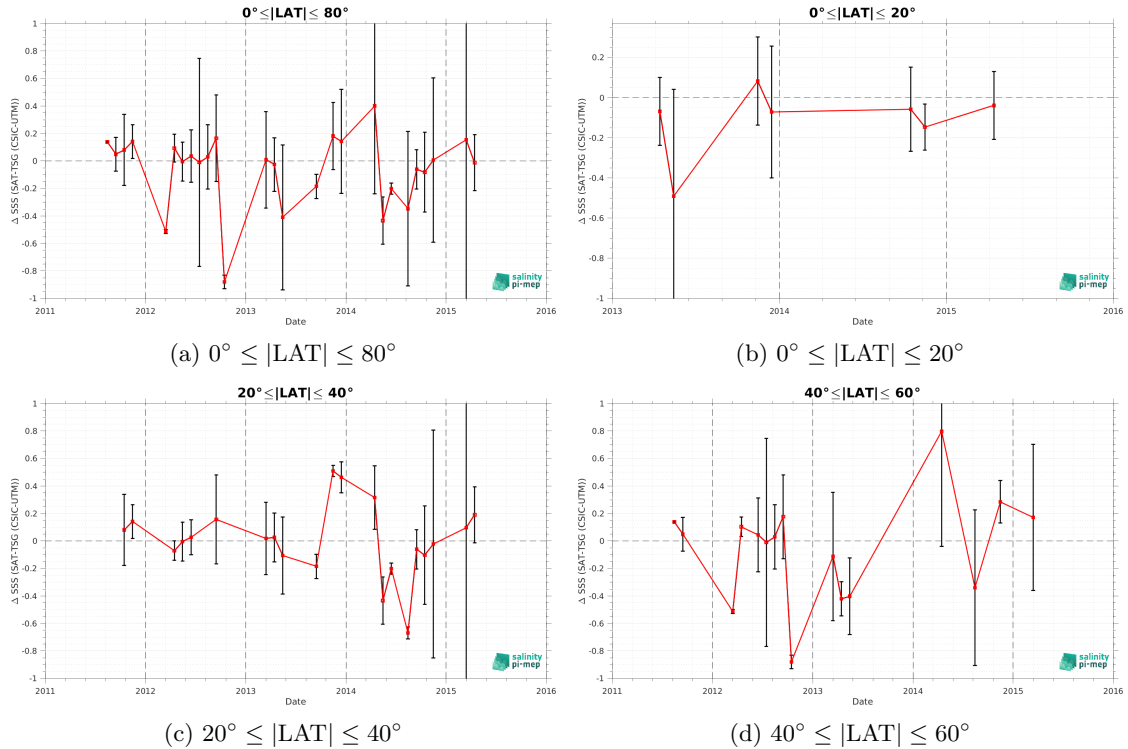 0°≤|LAT|≤ 80°
1
0.8
0.6
0.4
0.2
0
-0.2
-0.4
-0.6
-0.8
-1
Δ SSS (SAT-TSG (CSIC-UTM))
2011 2012 2013 2014 2015 2016
Date
salinity
pi-mep
(a) 0° ≤ |LAT| ≤ 80°
0°≤|LAT|≤ 20°
0.2
0
-0.2
-0.4
-0.6
-0.8
-1
Δ SSS (SAT-TSG (CSIC-UTM))
2013 2014 2015 2016
Date
salinity
pi-mep
(b) 0° ≤ |LAT| ≤ 20°
20°≤|LAT|≤ 40°
1
0.8
0.6
0.4
0.2
0
-0.2
-0.4
-0.6
-0.8
-1
Δ SSS (SAT-TSG (CSIC-UTM))
2011 2012 2013 2014 2015 2016
Date
salinity
pi-mep
(c) 20° ≤ |LAT| ≤ 40°
40°≤|LAT|≤ 60°
1
0.8
0.6
0.4
0.2
0
-0.2
-0.4
-0.6
-0.8
-1
Δ SSS (SAT-TSG (CSIC-UTM))
2011 2012 2013 2014 2015 2016
Date
salinity
pi-mep
(d) 40° ≤ |LAT| ≤ 60°